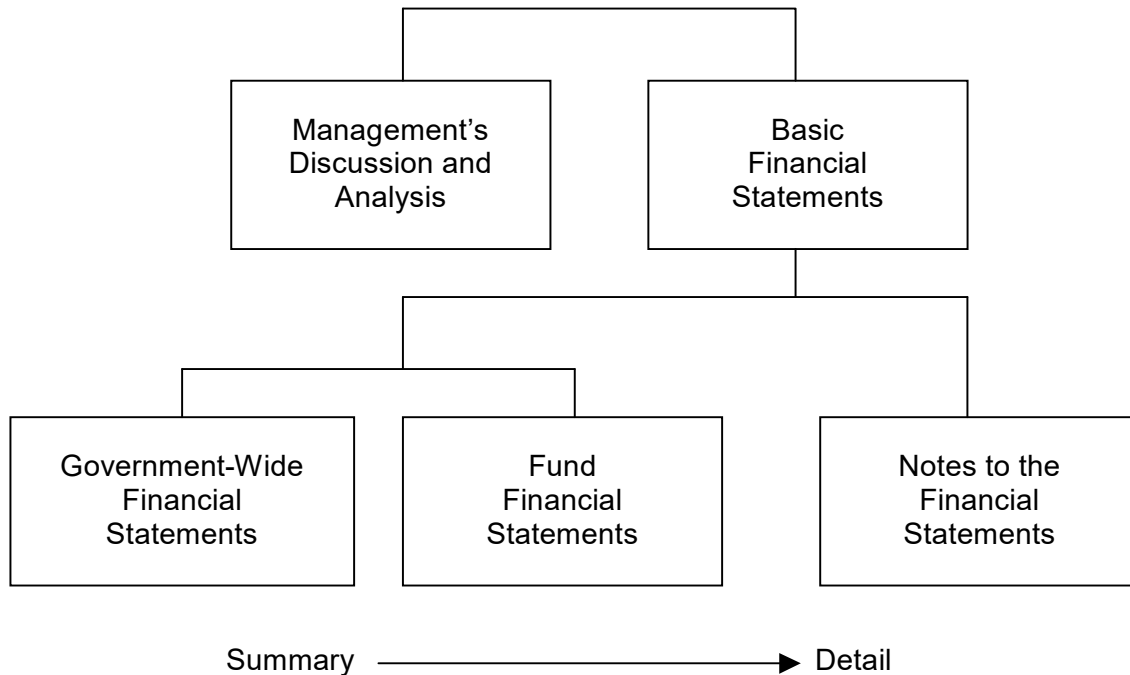 Management’s
Discussion and
Analysis
Basic
Financial
Statements
Government-Wide
Financial
Statements
Fund
Financial
Statements
Notes to the
Financial
Statements
Summary
Detail